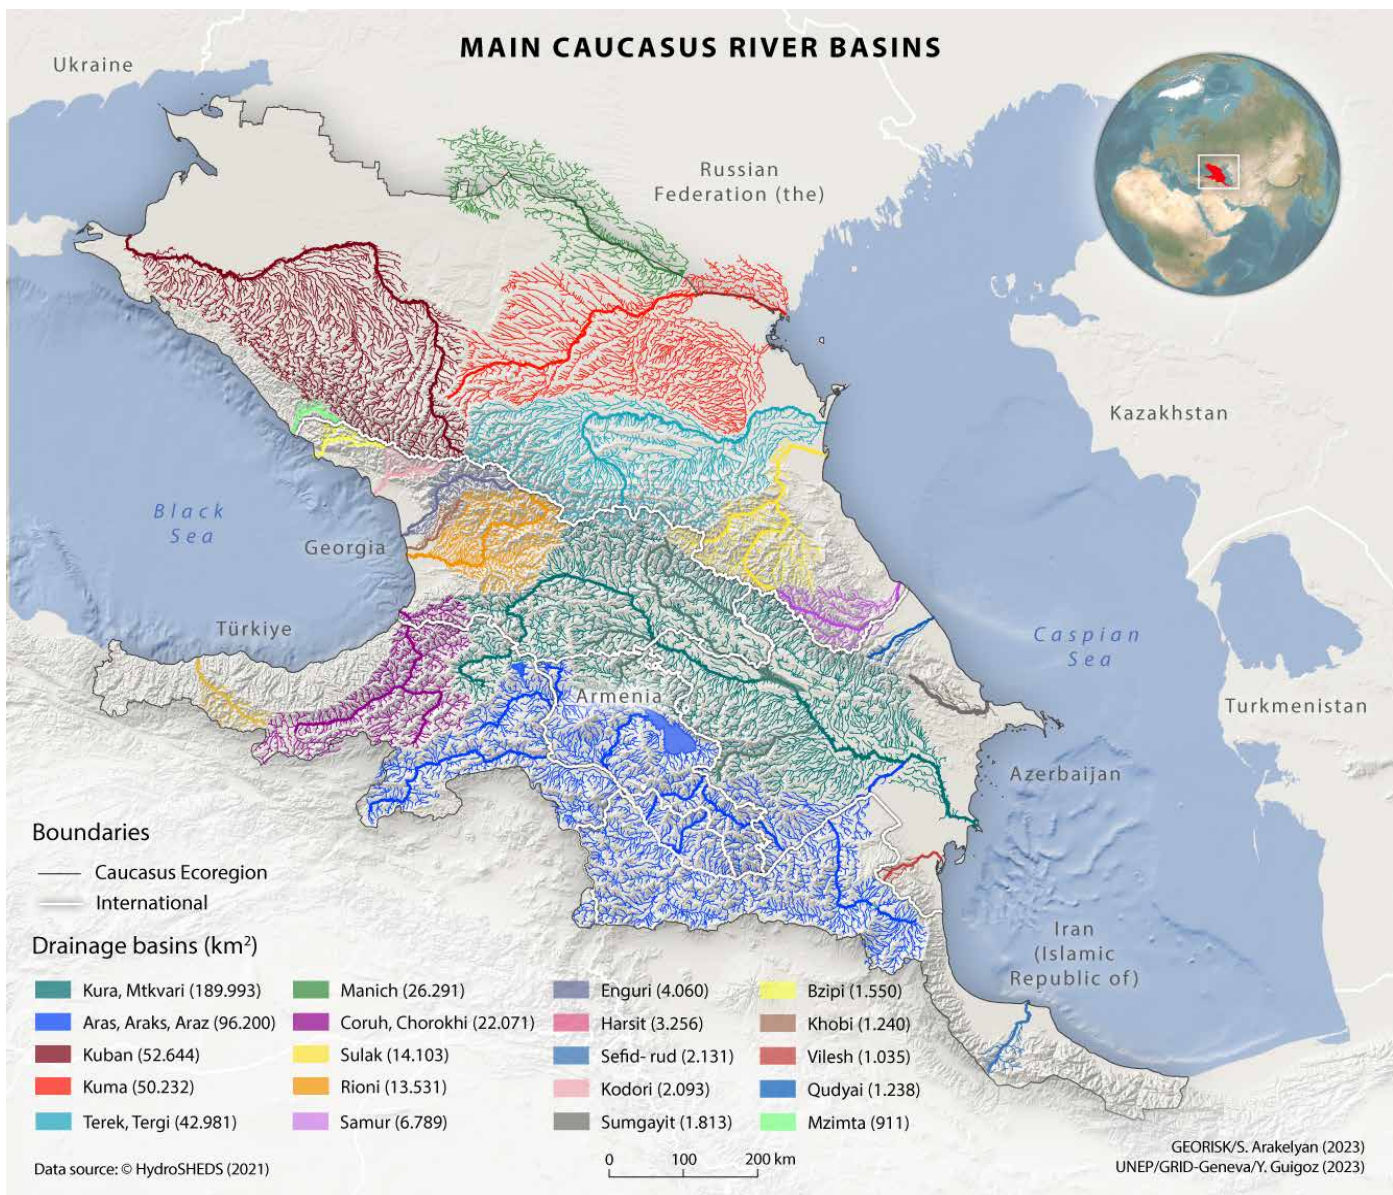 MAIN CAUCASUS RIVER BASINS
Ukraine
Russian
Federation (the)
Kazakhstan
Black
Sea
Georgia
Türkiye
Caspian
Sea
Armenia
Turkmenistan
Azerbaijan
Iran
(Islamic
Republic of)
Boundaries
Caucasus Ecoregion
International
Drainage basins (km²)
Kura, Mtkvari (189.993)
Aras, Araks, Araz (96.200)
Kuban (52.644)
Kuma (50.232)
Terek, Tergi (42.981)
Manich (26.291)
Coruh, Chorokhi (22.071)
Sulak (14.103)
Rioni (13.531)
Samur (6.789)
Enguri (4.060)
Harsit (3.256)
Sefid- rud (2.131)
Kodori (2.093)
Sumgayit (1.813)
Bzipi (1.550)
Khobi (1.240)
Vilesh (1.035)
Qudyai (1.238)
Mzimta (911)
Data source: © HydroSHEDS (2021)
0 100 200 km
GEORISK/S. Arakelyan (2023)
UNEP/GRID-Geneva/Y. Guigoz (2023)